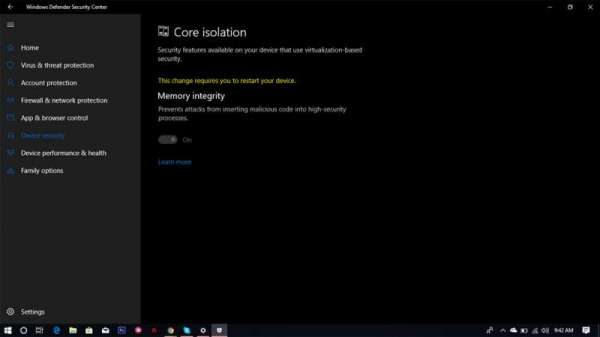 Windows Defender Security Center
Home
Virus & threat protection
Account protection
Firewall & network protection
App & browser control
Device security
Device performance & health
Family options
Settings
Core isolation
Security features available on your device that use virtualization-based
security.
This change requires you to restart your device.
Memory integrity
Prevents attacks from inserting malicious code into high-security
processes.
On
Learn more
9:42 AM